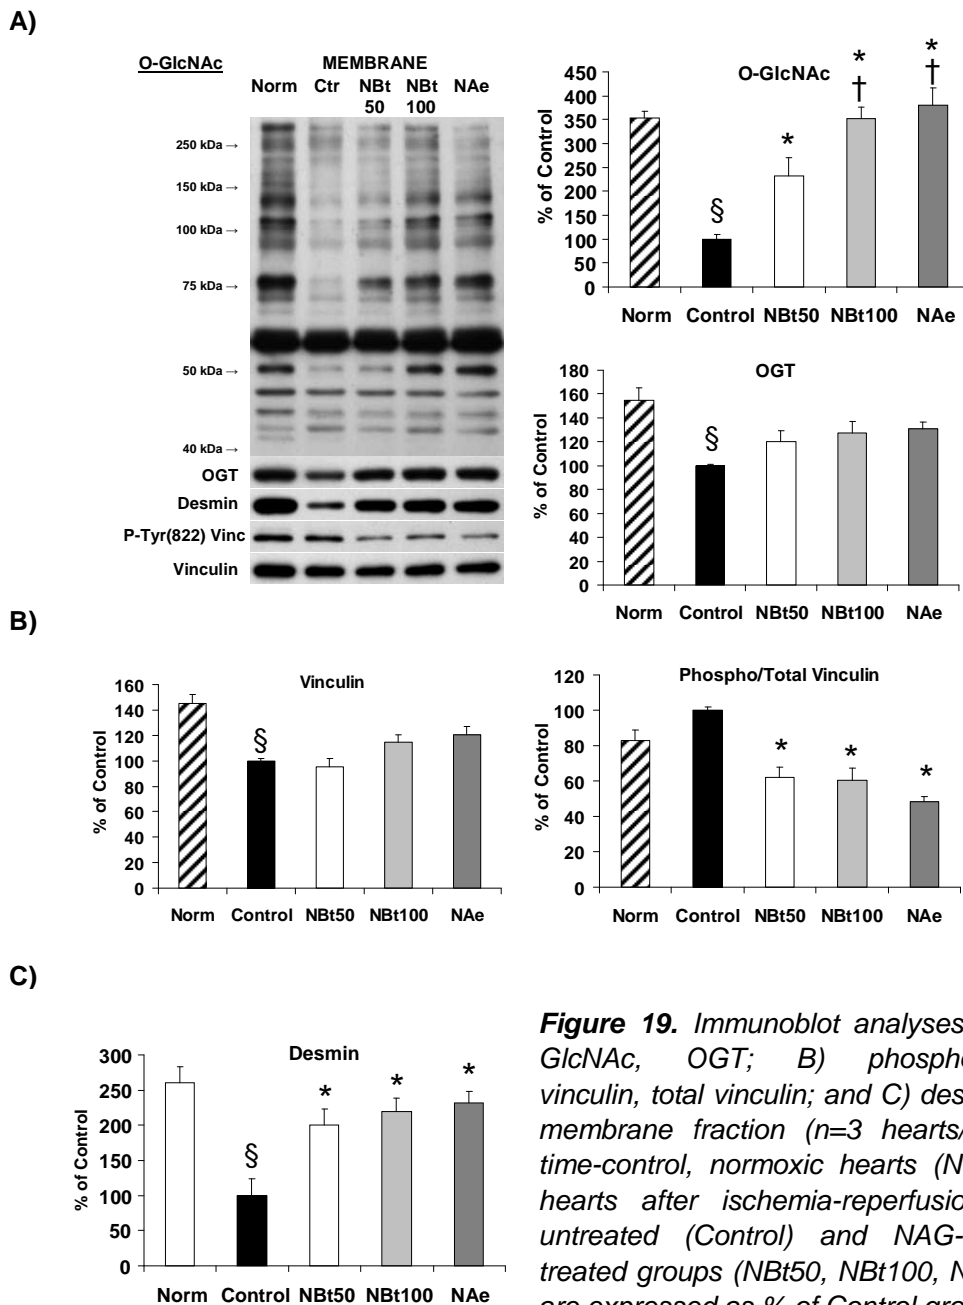 A)
O-GlcNAc
MEMBRANE
Norm Ctr NBt 50 NBt 100 NAe
250 kDa →
150 kDa →
100 kDa →
75 kDa →
50 kDa →
40 kDa →
OGT
Desmin
P-Tyr(822) Vinc
Vinculin
O-GlcNAc
% of Control
450
400
350
300
250
200
150
100
50
0
§
*
*
†
*
†
Norm Control NBt50 NBt100 NAe
OGT
% of Control
180
160
140
120
100
80
60
40
20
0
§
Norm Control NBt50 NBt100 NAe
B)
Vinculin
% of Control
160
140
120
100
80
60
40
20
0
§
Norm Control NBt50 NBt100 NAe
Phospho/Total Vinculin
% of Control
120
100
80
60
40
20
0
*
*
*
Norm Control NBt50 NBt100 NAe
C)
Desmin
% of Control
300
250
200
150
100
50
0
§
*
*
*
Norm Control NBt50 NBt100 NAe
Figure 19. Immunoblot analyses
GlcNAc, OGT; B) phosph
vinculin, total vinculin; and C) des
membrane fraction (n=3 hearts/
time-control, normoxic hearts (N
hearts after ischemia-reperfusio
untreated (Control) and NAG-
treated groups (NBt50, NBt100, N
are expressed as % of Control gro